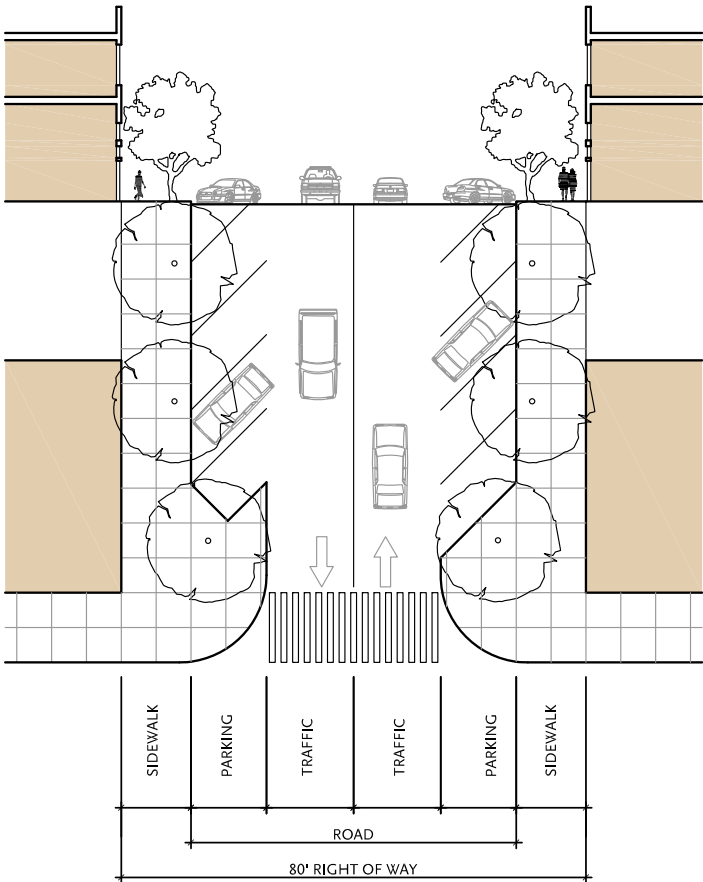 SIDEWALK
PARKING
TRAFFIC
TRAFFIC
PARKING
SIDEWALK
ROAD
80' RIGHT OF WAY